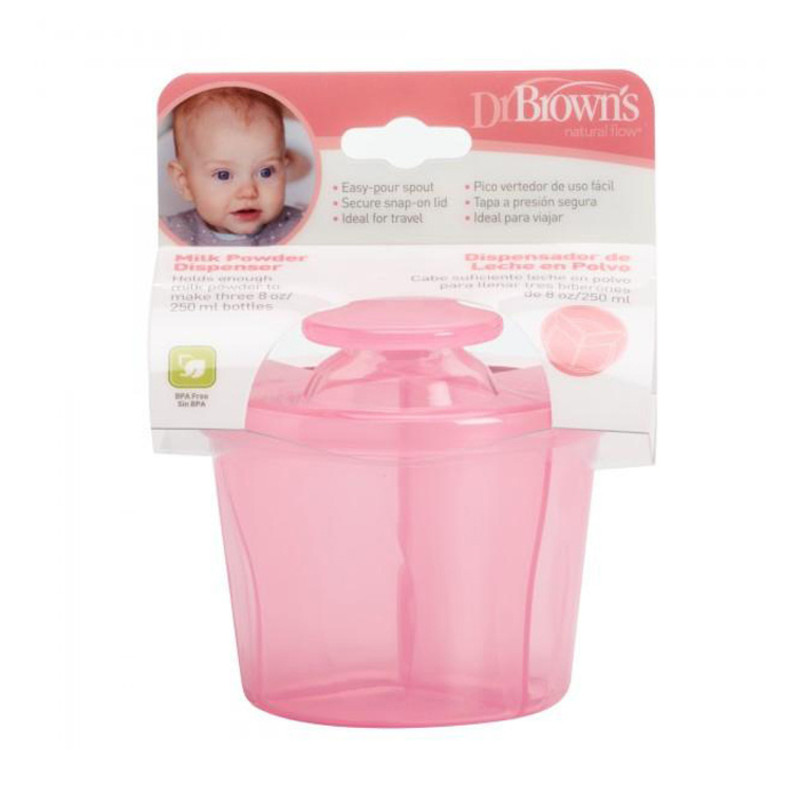 Dr Brown's
natural flow®
• Easy-pour spout
• Secure snap-on lid
• Ideal for travel
• Pico vertedor de uso fácil
• Tapa a presión segura
• Ideal para viajar
Milk Powder
Dispenser
Holds enough
milk powder to
make three 8 oz/
250 ml bottles
Dispensador de
Leche en Polvo
Cabe suficiente leche en polvo
para llenar tres biberones
de 8 oz/250 ml
BPA Free
Sin BPA